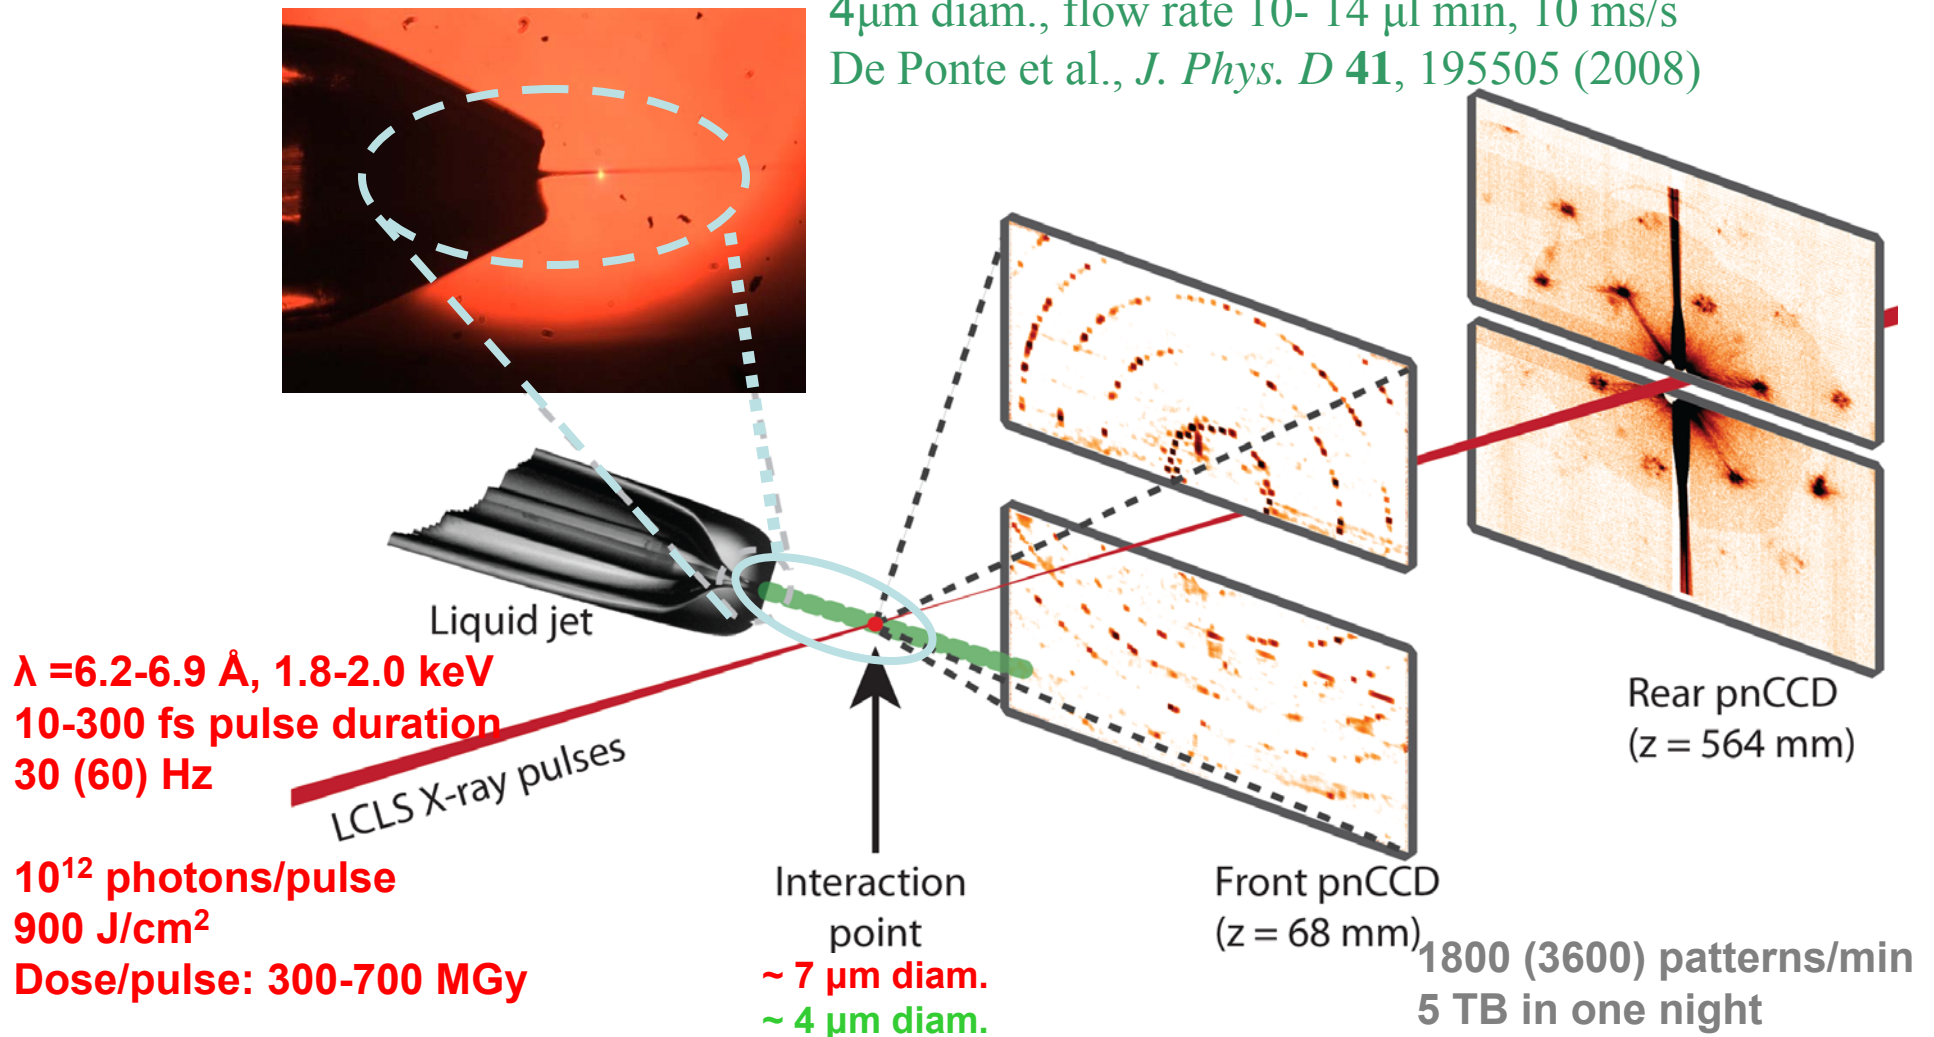 4μm diam., flow rate 10- 14 μl min, 10 ms/s
De Ponte et al., J. Phys. D 41, 195505 (2008)
Liquid jet
λ =6.2-6.9 Å, 1.8-2.0 keV
10-300 fs pulse duration
30 (60) Hz
LCLS X-ray pulses
10¹² photons/pulse
900 J/cm²
Dose/pulse: 300-700 MGy
Interaction
point
~ 7 μm diam.
~ 4 μm diam.
Front pnCCD
(z = 68 mm)
Rear pnCCD
(z = 564 mm)
1800 (3600) patterns/min
5 TB in one night